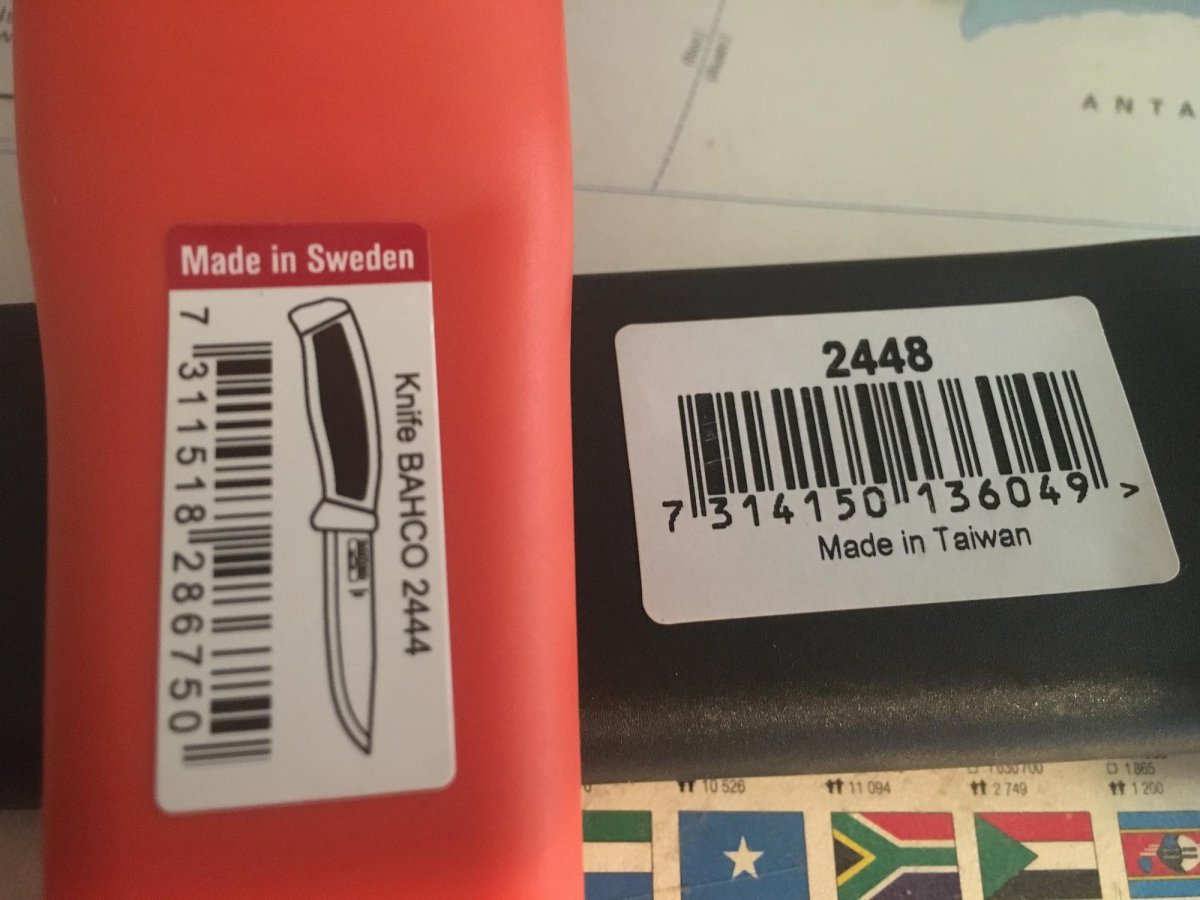 Made in Sweden
Knife BAHCO 2444
7 311518 286750
2448
7 314150 136049 >
Made in Taiwan
ANTA
10 526
11 094
2 749
1 865
1 200